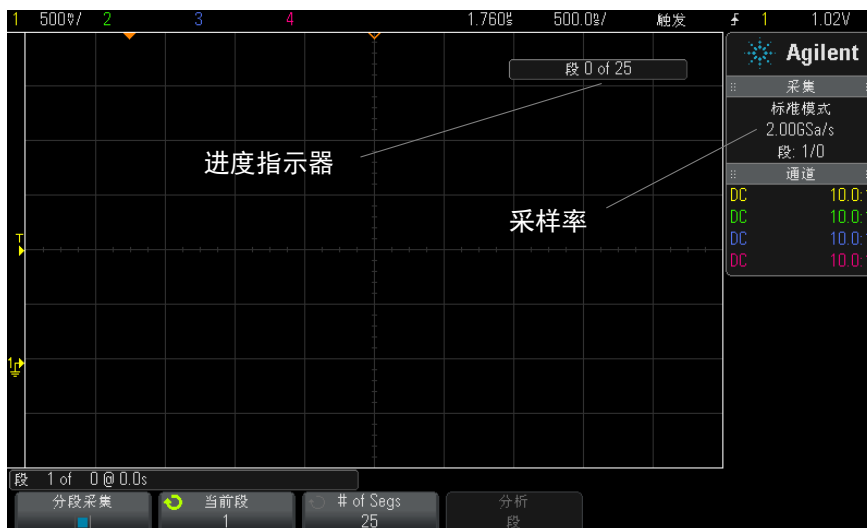 1 500㎷/ 2 3 4 1.760㎲ 500.0㎱/ 触发 1 1.02V
Agilent
段 0 of 25
采集
标准模式
2.00GSa/s
段: 1/0
进度指示器
通道
DC 10.0:
采样率
DC 10.0:
DC 10.0:
DC 10.0:
T
1
段 1 of 0 @ 0.0s
分段采集 当前段 # of Segs 分析
1 25 段